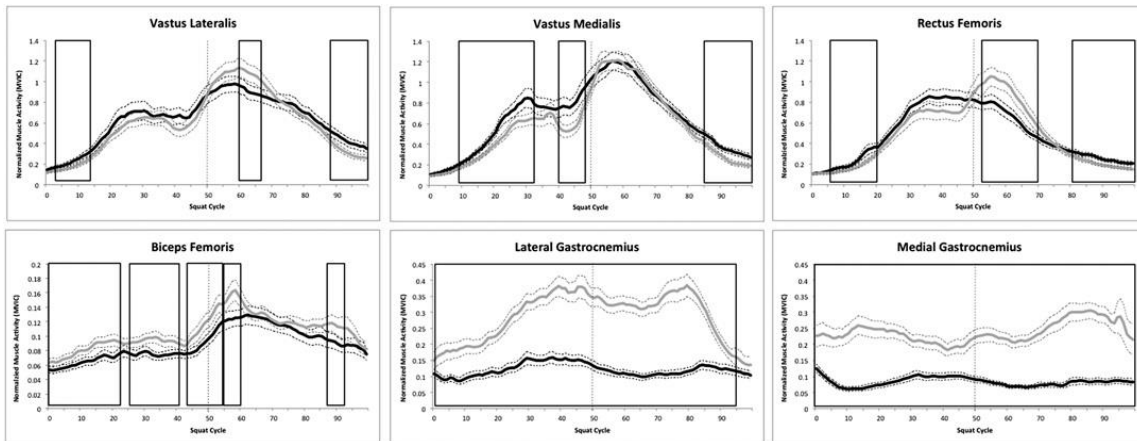 Vastus Lateralis
Normalized Muscle Activity (MVIC)
1.4
1.2
1
0.8
0.6
0.4
0.2
0
0 10 20 30 40 50 60 70 80 90
Squat Cycle
Vastus Medialis
Normalized Muscle Activity (MVIC)
1.4
1.2
1
0.8
0.6
0.4
0.2
0
0 10 20 30 40 50 60 70 80 90
Squat Cycle
Rectus Femoris
Normalized Muscle Activity (MVIC)
1.4
1.2
1
0.8
0.6
0.4
0.2
0
0 10 20 30 40 50 60 70 80 90
Squat Cycle
Biceps Femoris
Normalized Muscle Activity (MVIC)
0.2
0.18
0.16
0.14
0.12
0.1
0.08
0.06
0.04
0.02
0
0 10 20 30 40 50 60 70 80 90
Squat Cycle
Lateral Gastrocnemius
Normalized Muscle Activity (MVIC)
0.45
0.4
0.35
0.3
0.25
0.2
0.15
0.1
0.05
0
0 10 20 30 40 50 60 70 80 90
Squat Cycle
Medial Gastrocnemius
Normalized Muscle Activity (MVIC)
0.45
0.4
0.35
0.3
0.25
0.2
0.15
0.1
0.05
0
0 10 20 30 40 50 60 70 80 90
Squat Cycle